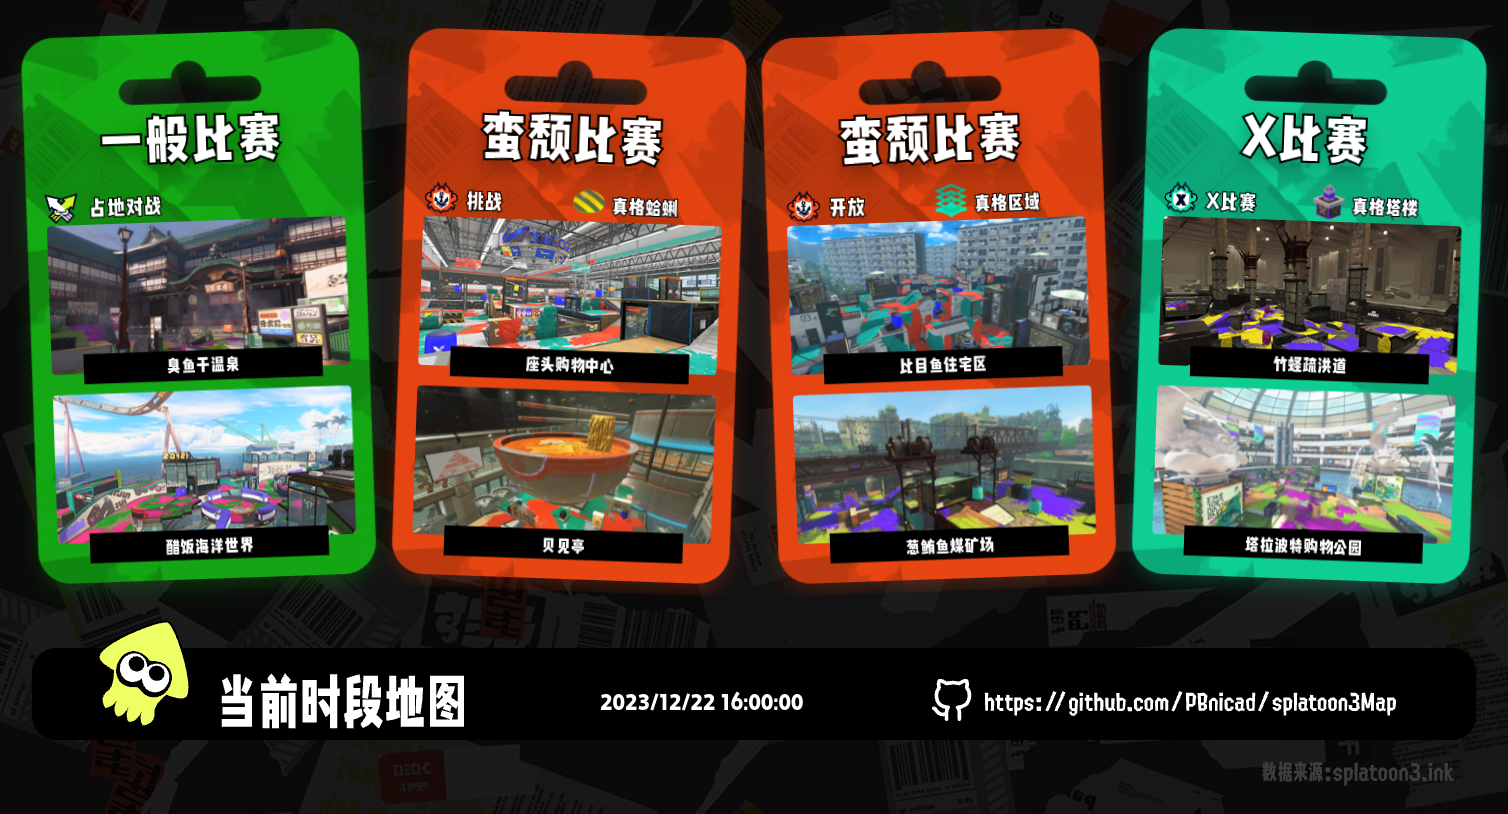 一般比赛
占地对战
臭鱼干温泉
醋饭海洋世界
蛮颓比赛
挑战
真格蛤蜊
座头购物中心
贝见亭
蛮颓比赛
开放
真格区域
比目鱼住宅区
葱鲔鱼煤矿场
X比赛
X比赛
真格塔楼
竹蛏疏洪道
塔拉波特购物公园
当前时段地图
2023/12/22 16:00:00
https://github.com/PBnicad/splatoon3Map
数据来源:splatoon3.ink